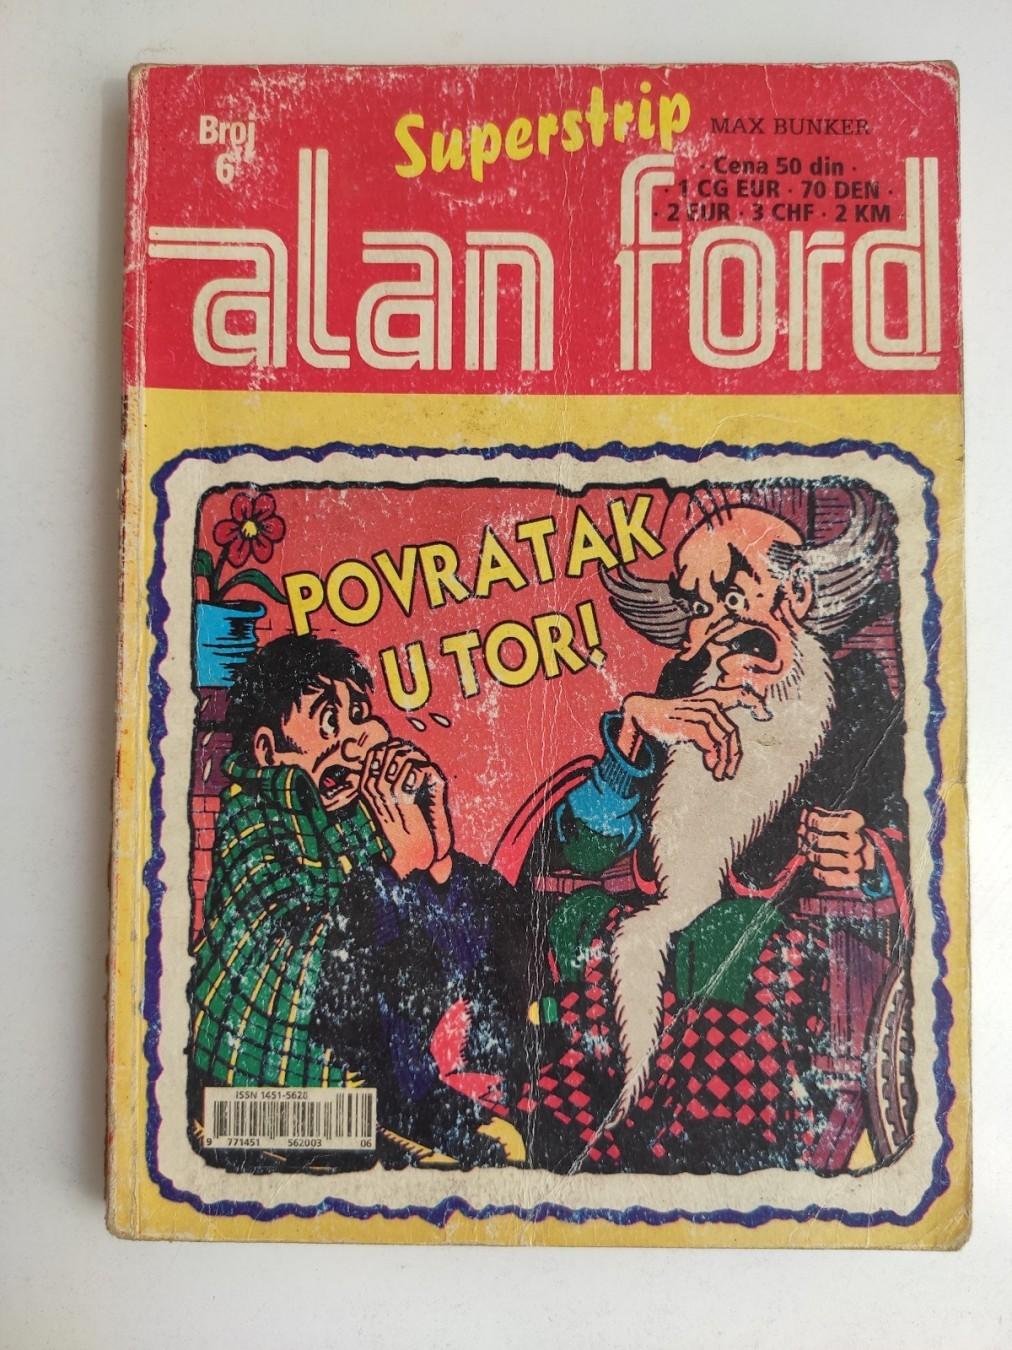 Broj
6
Superstrip
MAX BUNKER
· Cena 50 din ·
· 1 CG EUR · 70 DEN ·
· 2 EUR · 3 CHF · 2 KM
alan ford
POVRATAK
U TOR!
ISSN 1451-5628
9 771451 562003 06